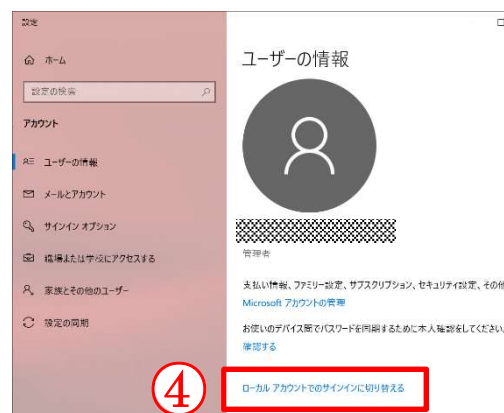 設定
ホーム
ユーザーの情報
設定の検索
アカウント
ユーザーの情報
メールとアカウント
サインイン オプション
職場または学校にアクセスする
管理者
家族とその他のユーザー
支払い情報、ファミリー設定、サブスクリプション、セキュリティ設定、その他
Microsoft アカウントの管理
設定の同期
お使いのデバイス間でパスワードを同期するために本人確認をしてください。
確認する
④
ローカル アカウントでのサインインに切り替える